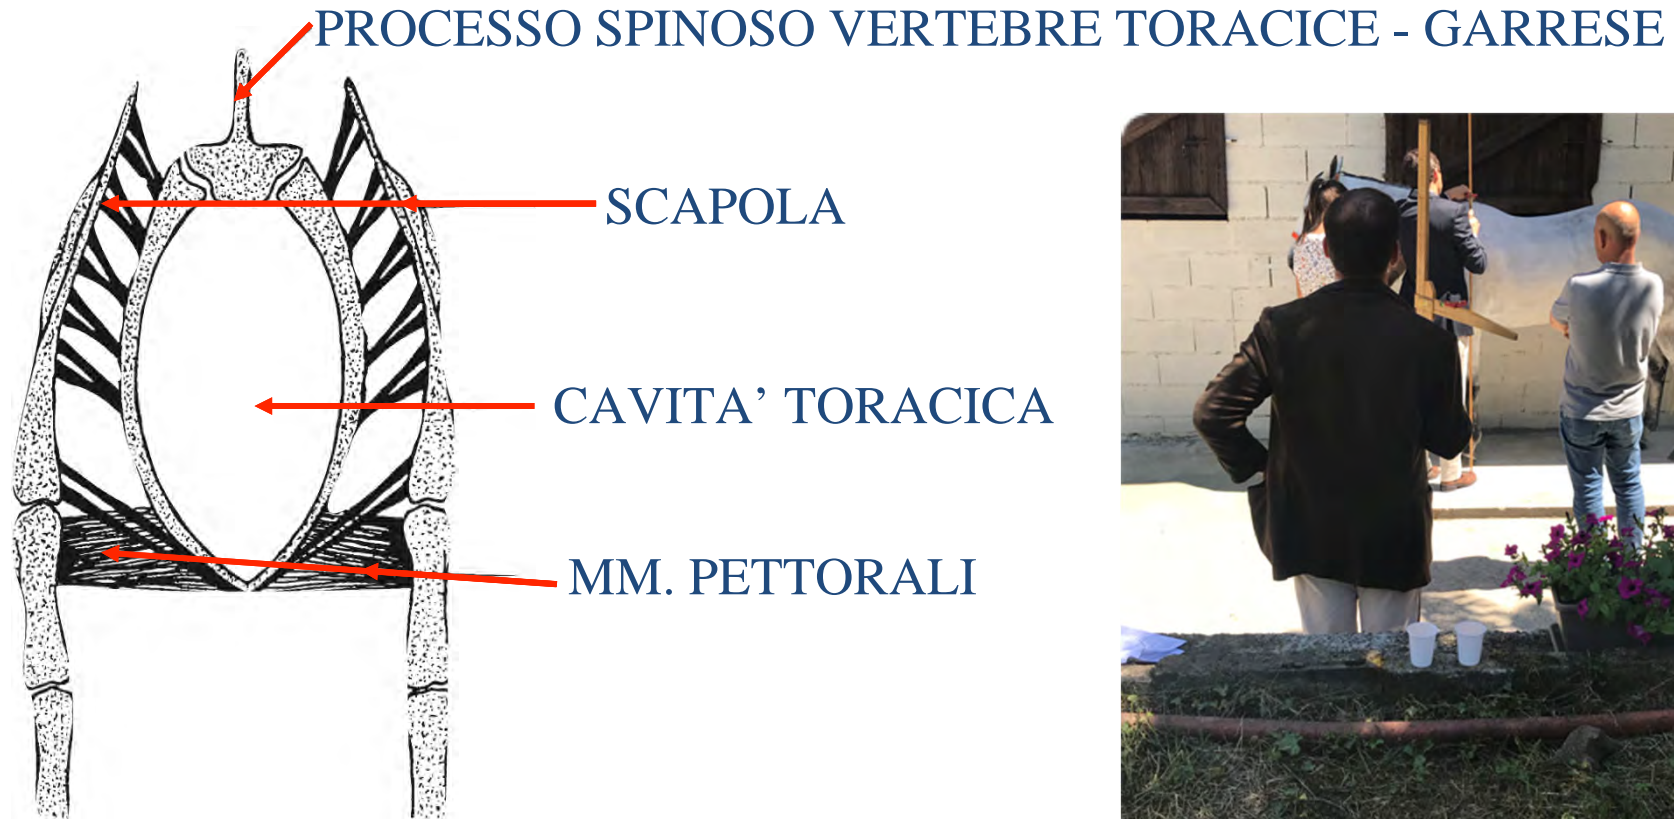 PROCESSO SPINOSO VERTEBRE TORACICE - GARRESE
SCAPOLA
CAVITA’ TORACICA
MM. PETTORALI